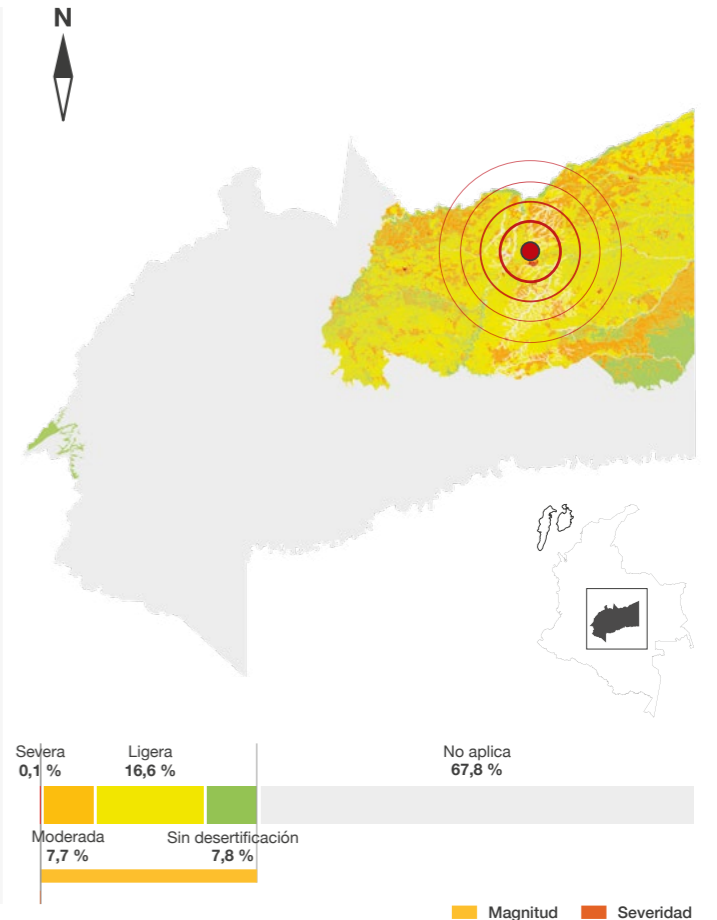 N
Severa
0,1 %
Ligera
16,6 %
No aplica
67,8 %
Moderada
7,7 %
Sin desertificación
7,8 %
Magnitud
Severidad